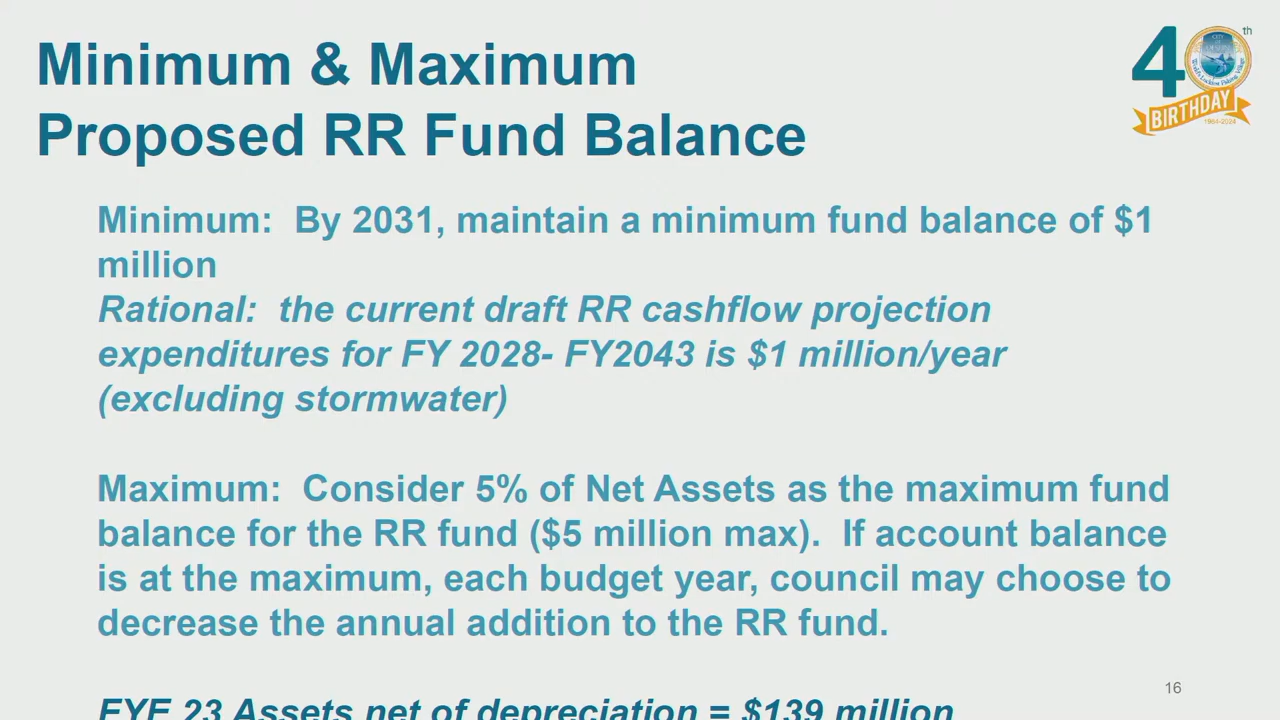 Minimum & Maximum
Proposed RR Fund Balance
40th
BIRTHDAY
1984-2024
Minimum:  By 2031, maintain a minimum fund balance of $1
million
Rational:  the current draft RR cashflow projection
expenditures for FY 2028- FY2043 is $1 million/year
(excluding stormwater)
Maximum:  Consider 5% of Net Assets as the maximum fund
balance for the RR fund ($5 million max).  If account balance
is at the maximum, each budget year, council may choose to
decrease the annual addition to the RR fund.
16
FYE 23 Assets net of depreciation = $139 million